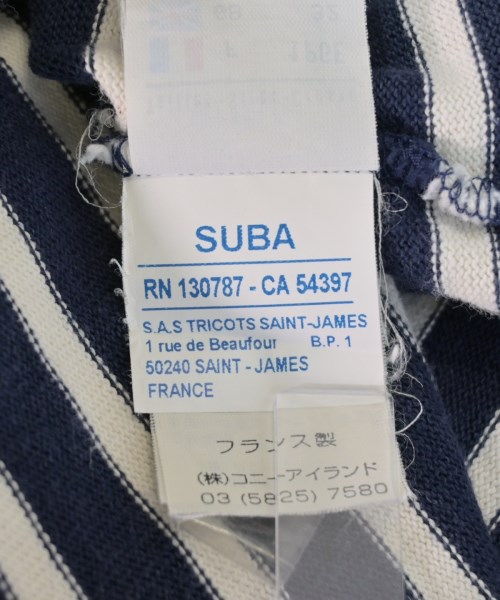 SUBA
RN 130787 - CA 54397
S.A.S TRICOTS SAINT-JAMES
1 rue de Beaufour B.P. 1
50240 SAINT - JAMES
FRANCE
フランス製
(株)コニーアイランド
03 (5825) 7580